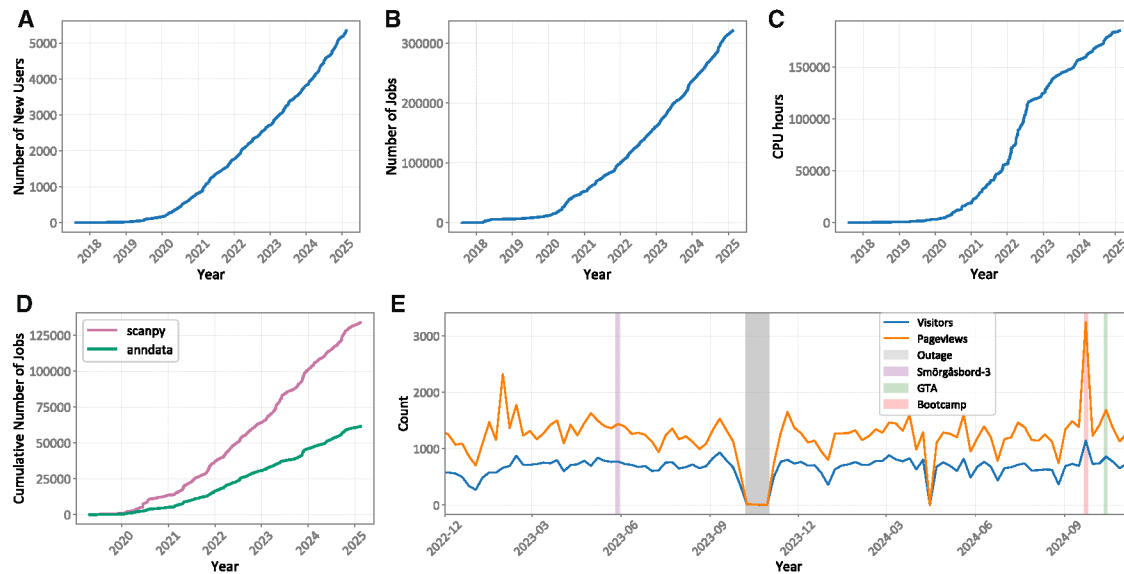 A
Number of New Users
5000
4000
3000
2000
1000
0
2018
2019
2020
2021
2022
2023
2024
2025
Year
B
Number of Jobs
300000
200000
100000
0
2018
2019
2020
2021
2022
2023
2024
2025
Year
C
CPU hours
150000
100000
50000
0
2018
2019
2020
2021
2022
2023
2024
2025
Year
D
Cumulative Number of Jobs
125000
100000
75000
50000
25000
0
scanpy
anndata
2020
2021
2022
2023
2024
2025
Year
E
Count
3000
2000
1000
0
Visitors
Pageviews
Outage
Smörgåsbord-3
GTA
Bootcamp
2022-12
2023-03
2023-06
2023-09
2023-12
2024-03
2024-06
2024-09
Year